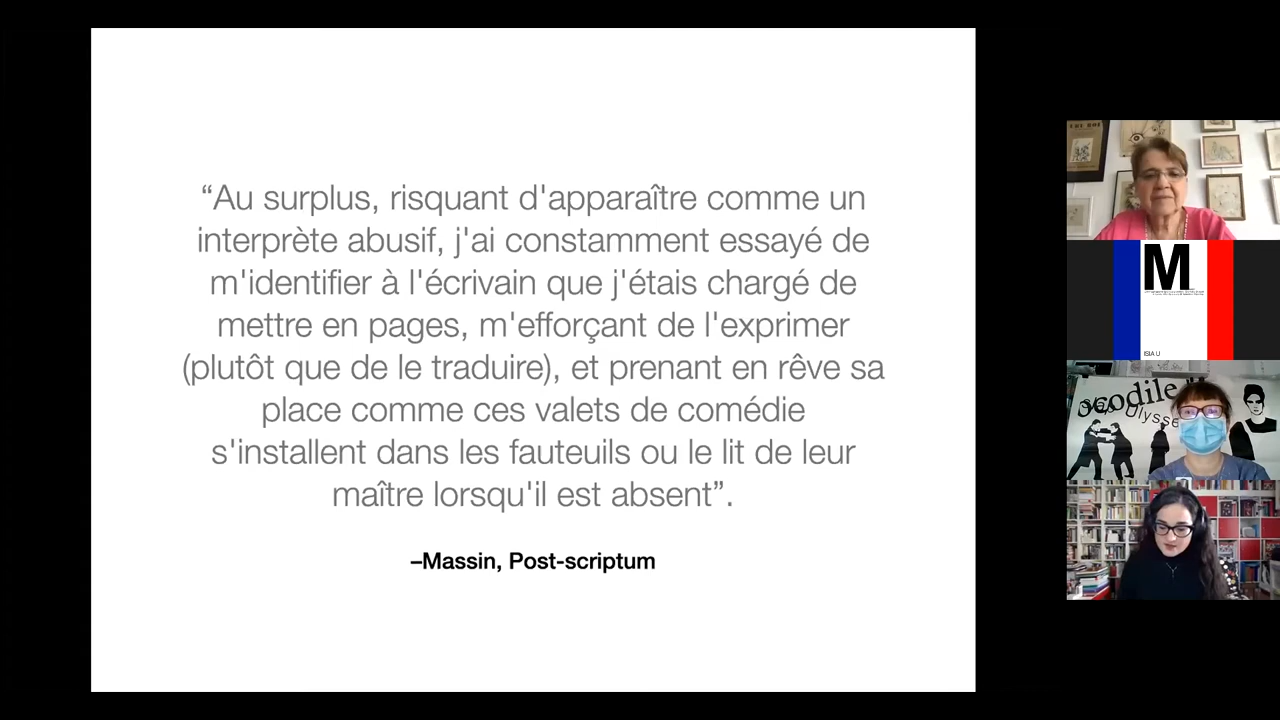 “Au surplus, risquant d'apparaître comme un
interprète abusif, j'ai constamment essayé de
m'identifier à l'écrivain que j'étais chargé de
mettre en pages, m'efforçant de l'exprimer
(plutôt que de le traduire), et prenant en rêve sa
place comme ces valets de comédie
s'installent dans les fauteuils ou le lit de leur
maître lorsqu'il est absent”.
–Massin, Post-scriptum
M
ISIA U
ocodile
Ulysse